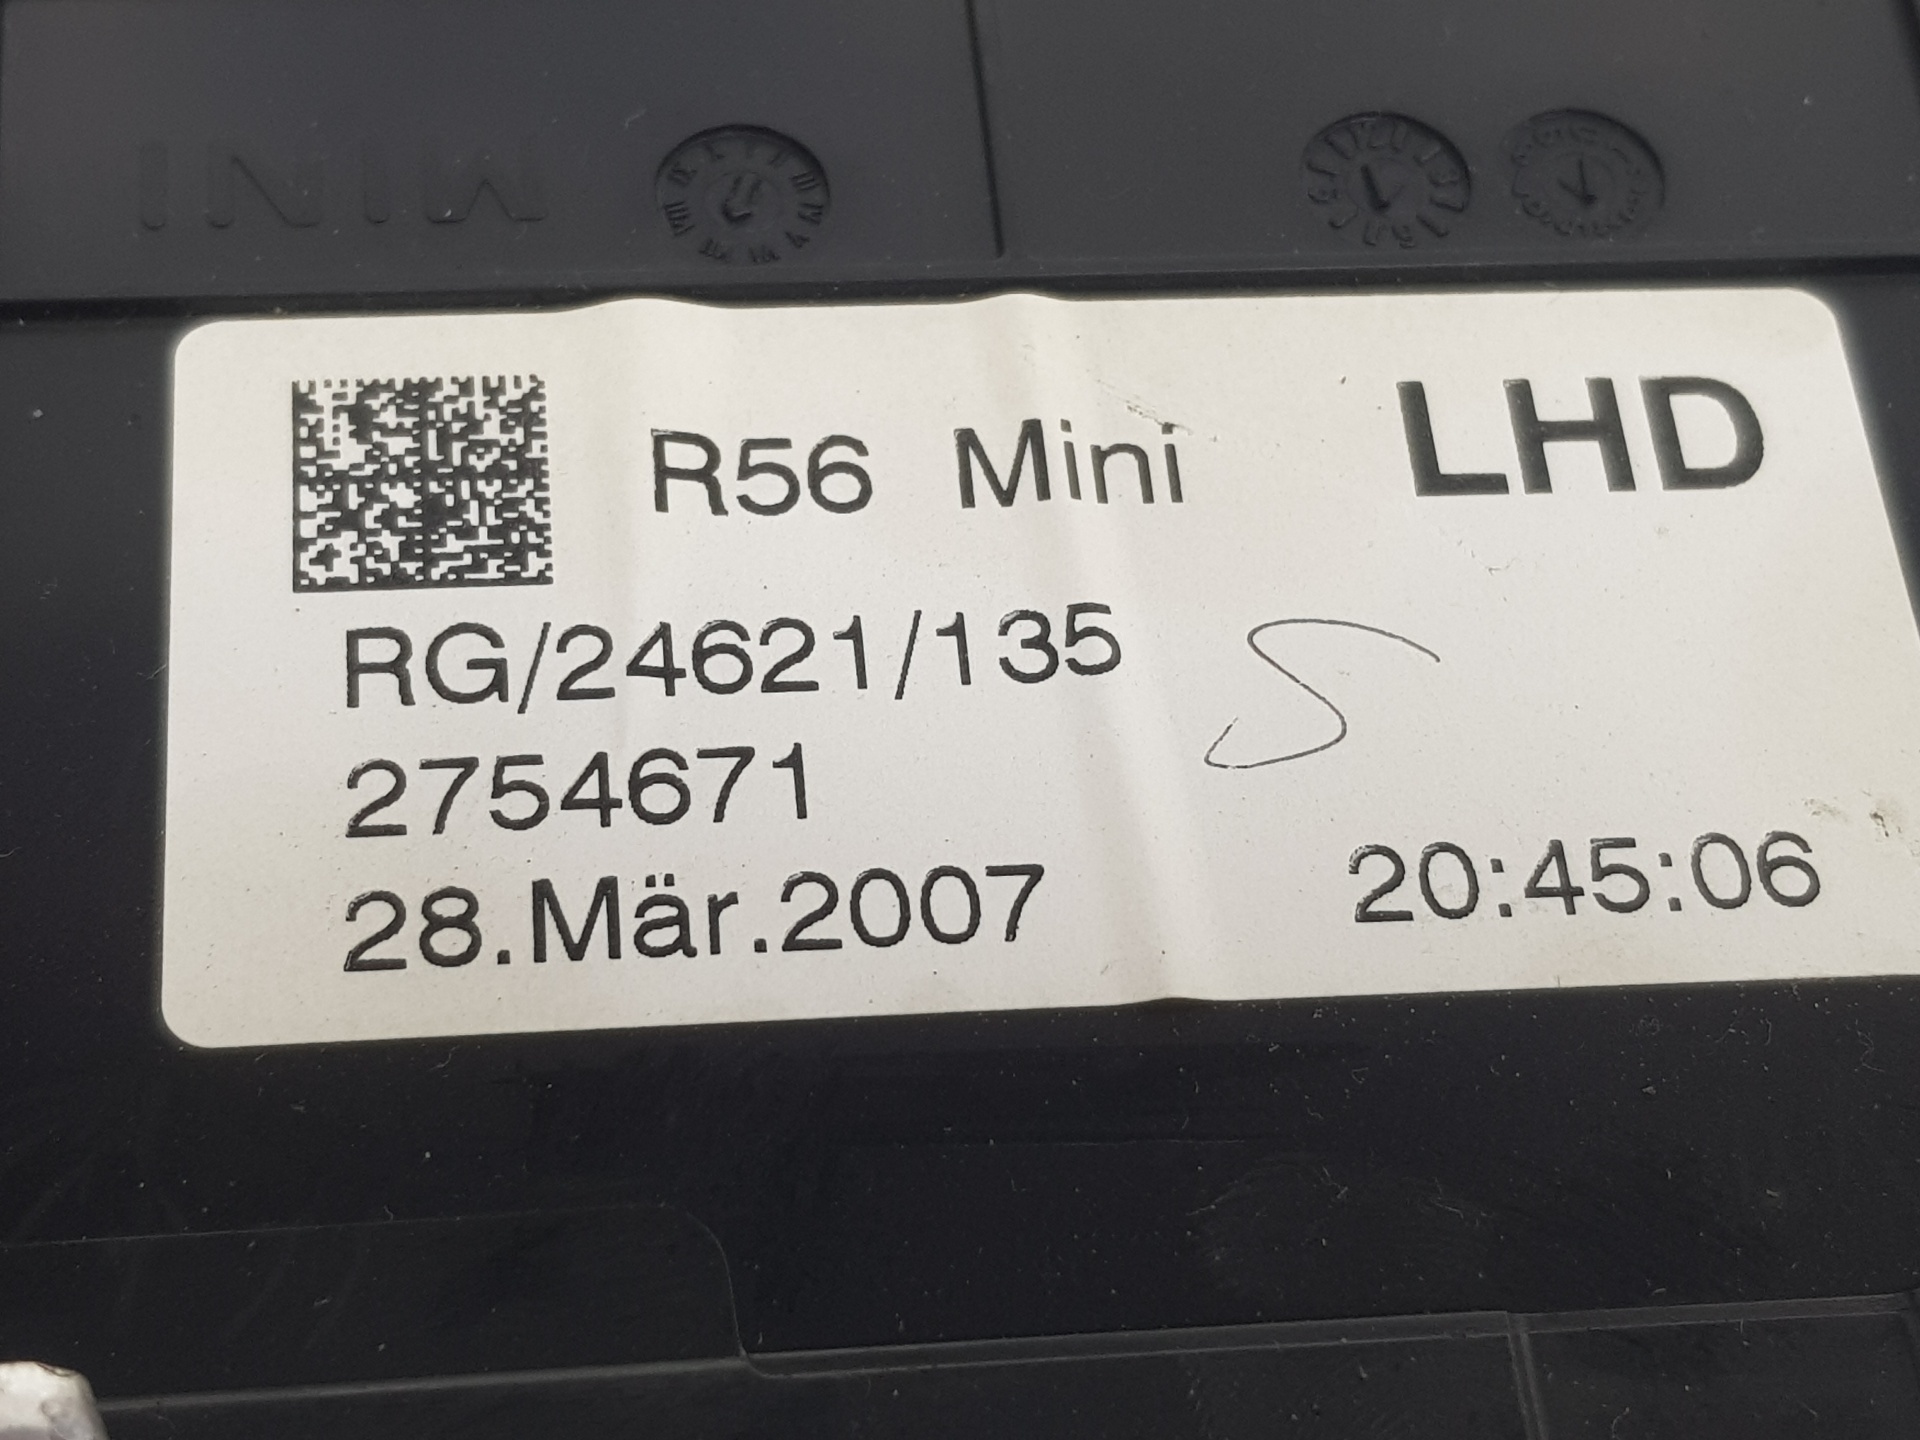 MINI
R56 Mini LHD
RG/24621/135
S
2754671
28.Mär.2007 20:45:06